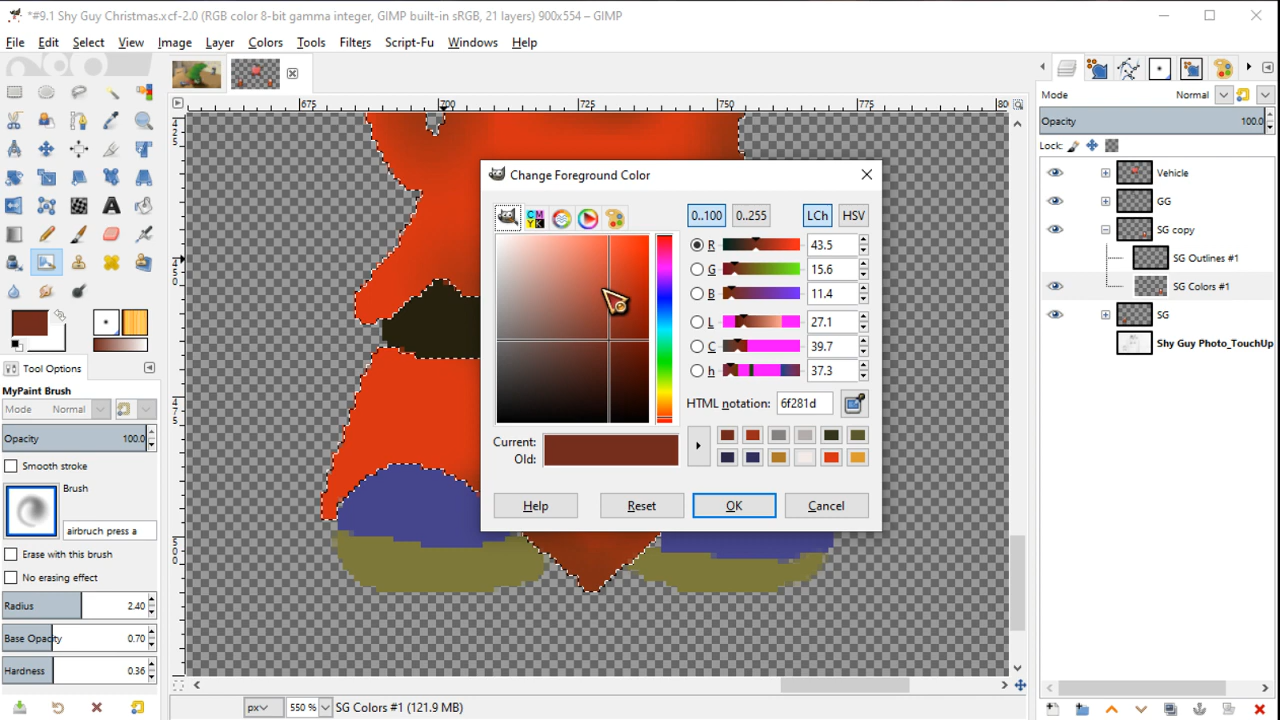 *#9.1 Shy Guy Christmas.xcf-2.0 (RGB color 8-bit gamma integer, GIMP built-in sRGB, 21 layers) 900x554 – GIMP
File Edit Select View Image Layer Colors Tools Filters Script-Fu Windows Help
675 700 725 750 775 80
425
450
475
500
Mode Normal
Opacity 100.0
Lock:
Vehicle
GG
SG copy
SG Outlines #1
SG Colors #1
SG
Shy Guy Photo_TouchUp
Change Foreground Color
0..100 0..255 LCh HSV
R 43.5
G 15.6
B 11.4
L 27.1
C 39.7
h 37.3
HTML notation: 6f281d
Current:
Old:
Help Reset OK Cancel
Tool Options
MyPaint Brush
Mode Normal
Opacity 100.0
Smooth stroke
Brush
airbruch press a
Erase with this brush
No erasing effect
Radius 2.40
Base Opacity 0.70
Hardness 0.36
px 550 % SG Colors #1 (121.9 MB)